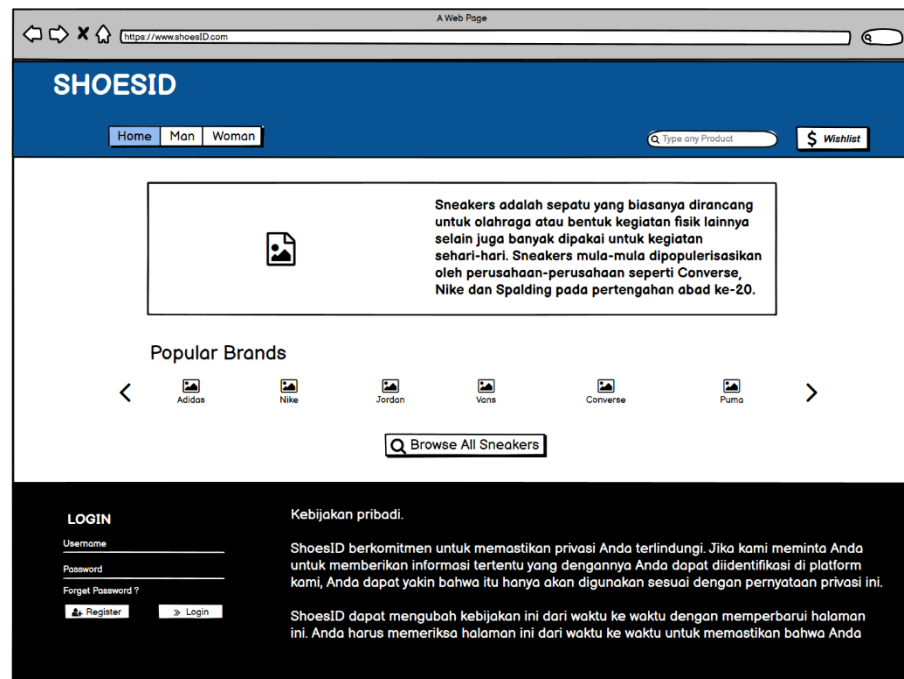 A Web Page
https://www.shoesID.com
SHOESID
Home Man Woman
Type any Product
$ Wishlist
Sneakers adalah sepatu yang biasanya dirancang
untuk olahraga atau bentuk kegiatan fisik lainnya
selain juga banyak dipakai untuk kegiatan
sehari-hari. Sneakers mula-mula dipopulerisasikan
oleh perusahaan-perusahaan seperti Converse,
Nike dan Spalding pada pertengahan abad ke-20.
Popular Brands
Adidas Nike Jordan Vans Converse Puma
Browse All Sneakers
LOGIN
Username
Password
Forget Password ?
Register
Login
Kebijakan pribadi.
ShoesID berkomitmen untuk memastikan privasi Anda terlindungi. Jika kami meminta Anda
untuk memberikan informasi tertentu yang dengannya Anda dapat diidentifikasi di platform
kami, Anda dapat yakin bahwa itu hanya akan digunakan sesuai dengan pernyataan privasi ini.
ShoesID dapat mengubah kebijakan ini dari waktu ke waktu dengan memperbarui halaman
ini. Anda harus memeriksa halaman ini dari waktu ke waktu untuk memastikan bahwa Anda